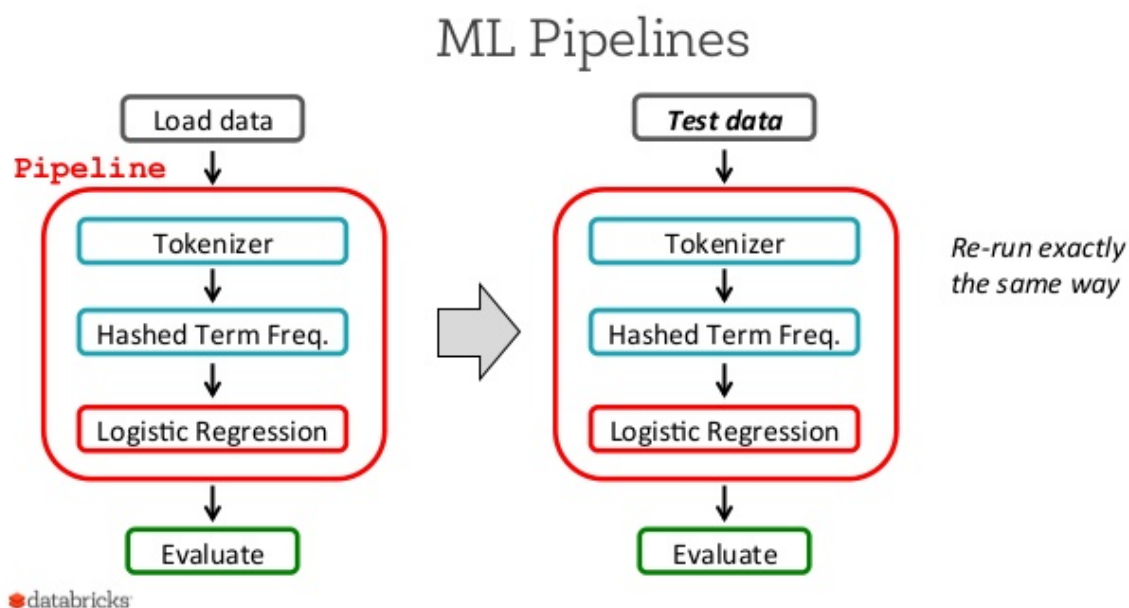 ML Pipelines
Load data
Pipeline
Tokenizer
Hashed Term Freq.
Logistic Regression
Evaluate
Test data
Tokenizer
Hashed Term Freq.
Logistic Regression
Evaluate
Re-run exactly
the same way
databricks